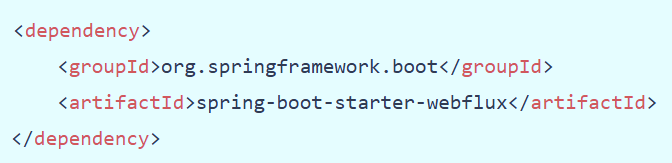 <dependency>
    <groupId>org.springframework.boot</groupId>
    <artifactId>spring-boot-starter-webflux</artifactId>
</dependency>